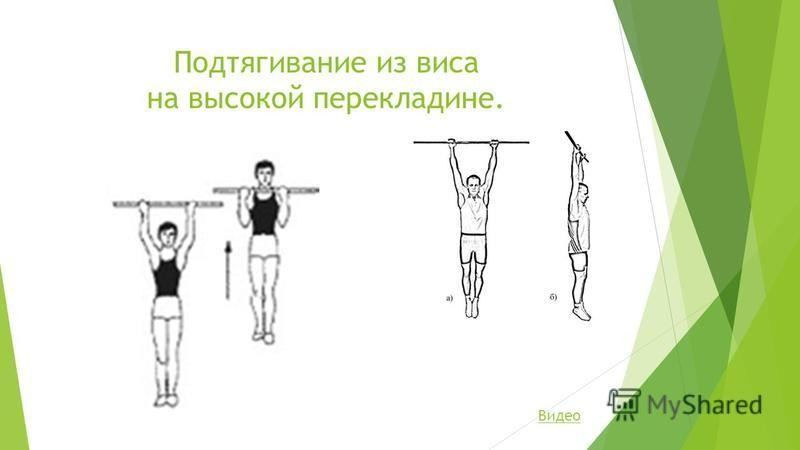 Подтягивание из виса
на высокой перекладине.
а)
б)
Видео
MyShared